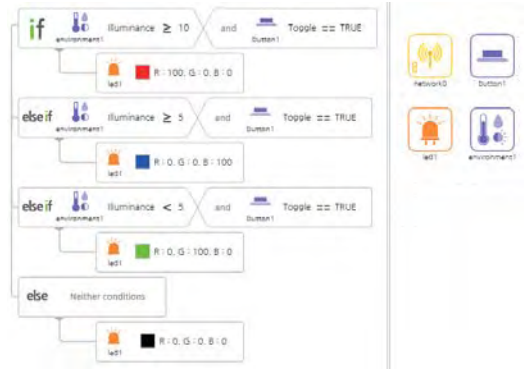 if environment1 Illuminance ≥ 10 and Button1 Toggle == TRUE
led1 R:100, G:0, B:0
else if environment1 Illuminance ≥ 5 and Button1 Toggle == TRUE
led1 R:0, G:0, B:100
else if environment1 Illuminance < 5 and Button1 Toggle == TRUE
led1 R:0, G:100, B:0
else Neither conditions
led1 R:0, G:0, B:0
network0 button1
led1 environment1